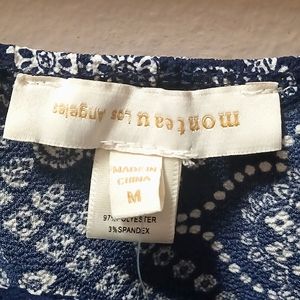 monteau Los Angeles
MADE IN
CHINA
M
97% POLYESTER
3% SPANDEX